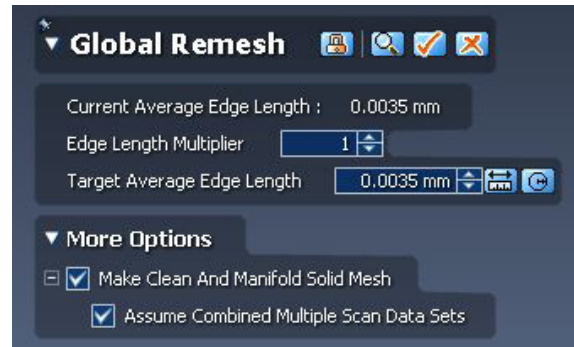 Global Remesh
Current Average Edge Length : 0.0035 mm
Edge Length Multiplier 1
Target Average Edge Length 0.0035 mm
More Options
Make Clean And Manifold Solid Mesh
Assume Combined Multiple Scan Data Sets